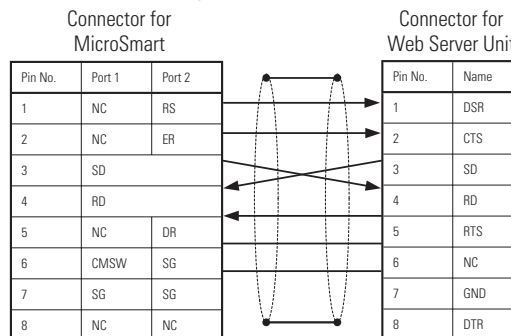 Connector for
MicroSmart
Pin No. Port 1 Port 2
1 NC RS
2 NC ER
3 SD
4 RD
5 NC DR
6 CMSW SG
7 SG SG
8 NC NC
Connector for
Web Server Unit
Pin No. Name
1 DSR
2 CTS
3 SD
4 RD
5 RTS
6 NC
7 GND
8 DTR